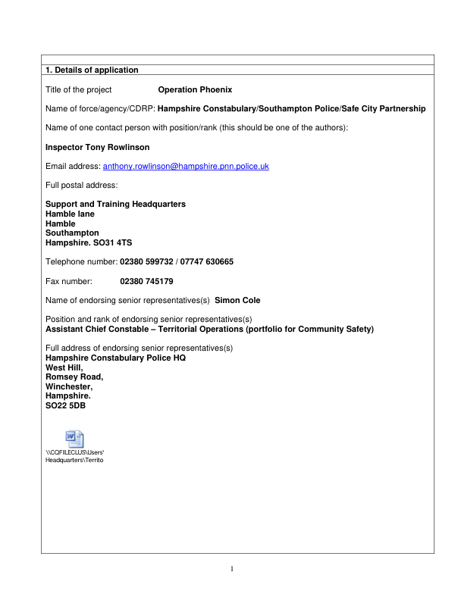 1. Details of application
Title of the project Operation Phoenix
Name of force/agency/CDRP: Hampshire Constabulary/Southampton Police/Safe City Partnership
Name of one contact person with position/rank (this should be one of the authors):
Inspector Tony Rowlinson
Email address: anthony.rowlinson@hampshire.pnn.police.uk
Full postal address:
Support and Training Headquarters
Hamble lane
Hamble
Southampton
Hampshire. SO31 4TS
Telephone number: 02380 599732 / 07747 630665
Fax number: 02380 745179
Name of endorsing senior representatives(s) Simon Cole
Position and rank of endorsing senior representatives(s)
Assistant Chief Constable – Territorial Operations (portfolio for Community Safety)
Full address of endorsing senior representatives(s)
Hampshire Constabulary Police HQ
West Hill,
Romsey Road,
Winchester,
Hampshire.
SO22 5DB
\\CQFILECLUS\Users'
Headquarters\Territo
1